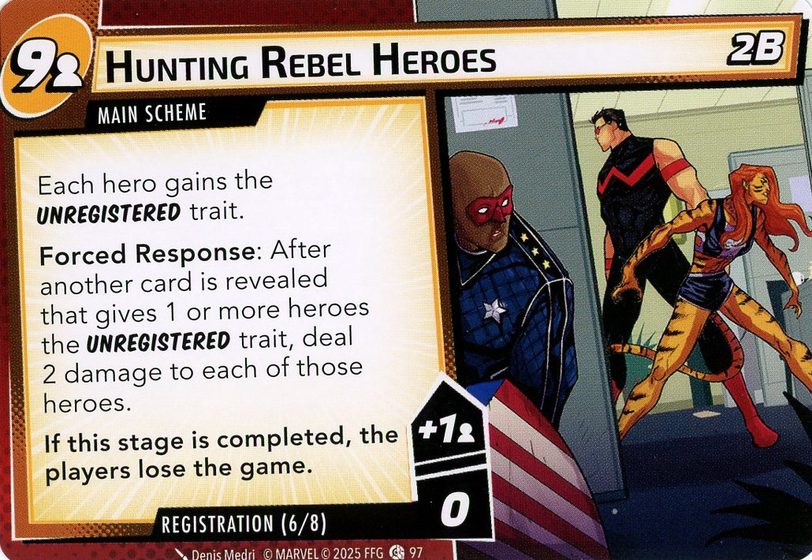 9
HUNTING REBEL HEROES
2B
MAIN SCHEME
Each hero gains the
UNREGISTERED trait.
Forced Response: After
another card is revealed
that gives 1 or more heroes
the UNREGISTERED trait, deal
2 damage to each of those
heroes.
If this stage is completed, the
players lose the game.
+1
0
REGISTRATION (6/8)
Denis Medri © MARVEL © 2025 FFG 97